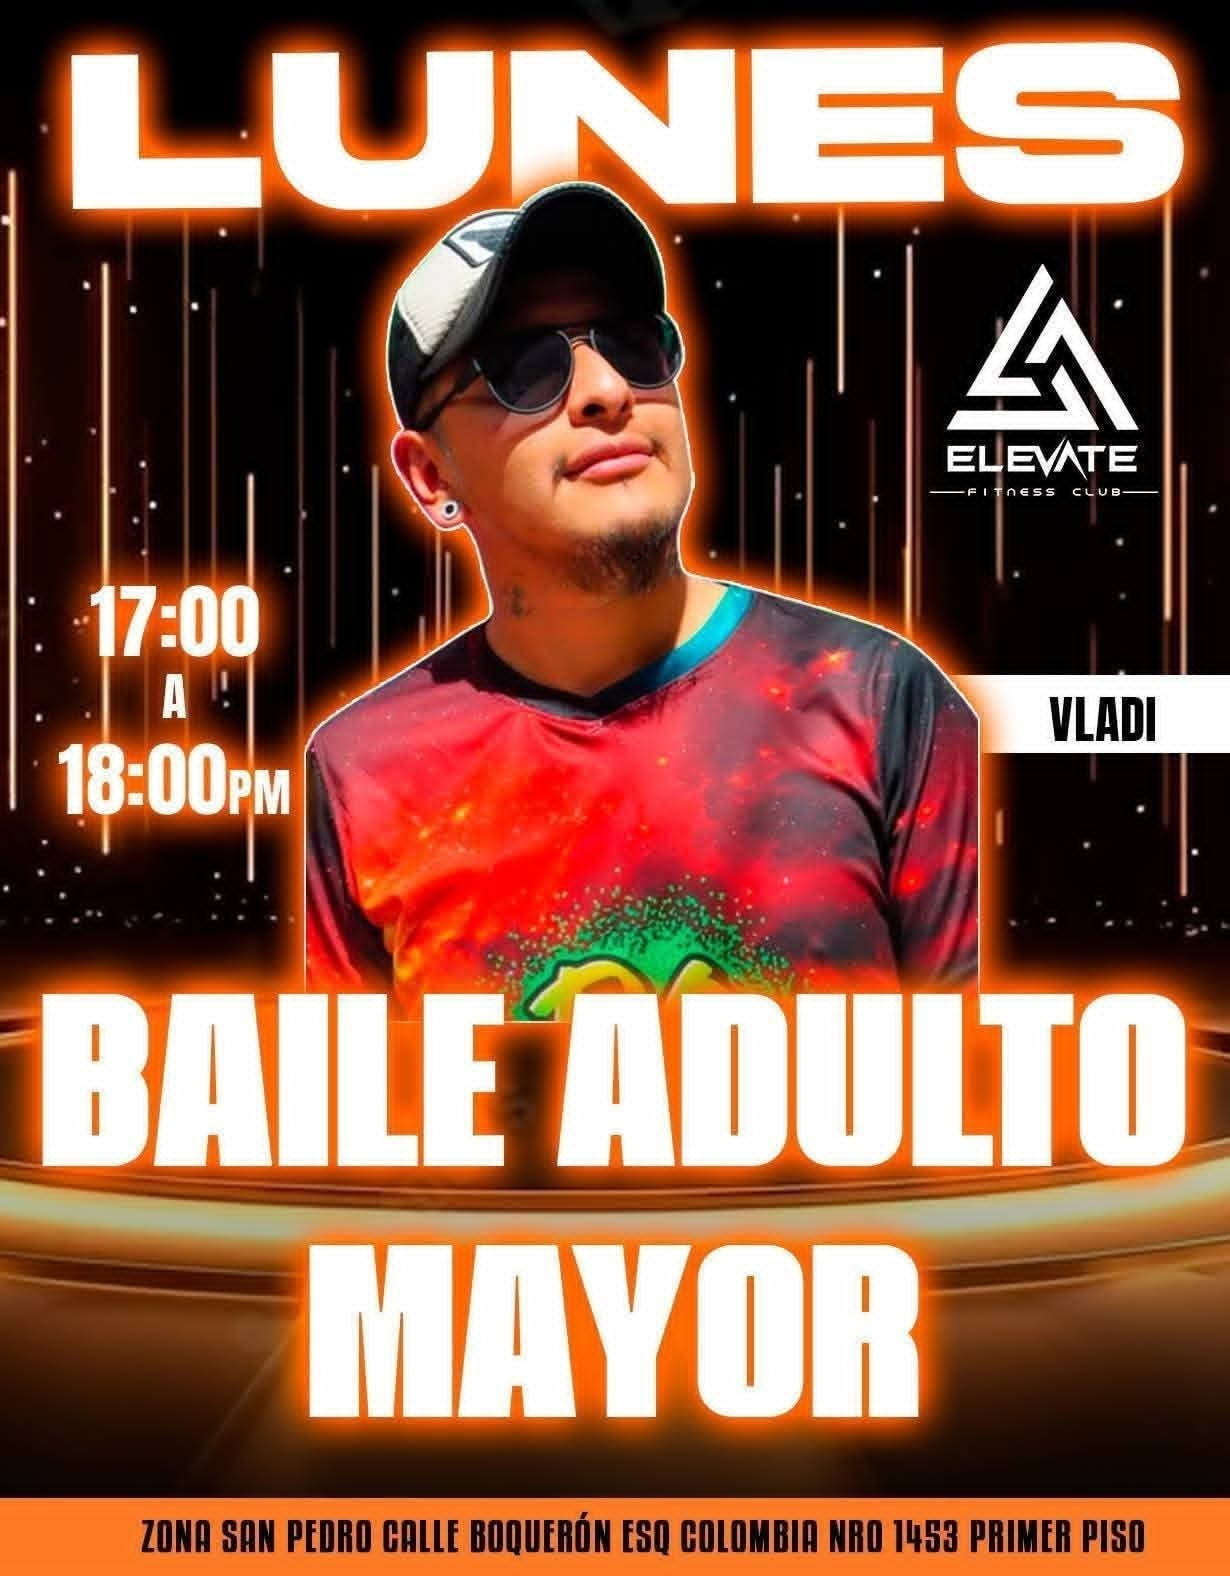 LUNES
ELEVATE
FITNESS CLUB
17:00
A
18:00PM
VLADI
BAILE ADULTO
MAYOR
ZONA SAN PEDRO CALLE BOQUERÓN ESQ COLOMBIA NRO 1453 PRIMER PISO